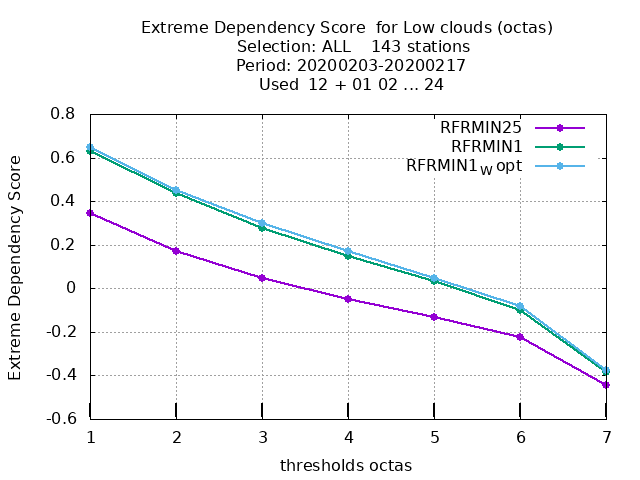 Extreme Dependency Score  for Low clouds (octas)
Selection: ALL    143 stations
Period: 20200203-20200217
Used  12 + 01 02 ... 24
RFRMIN25
RFRMIN1
RFRMIN1W opt
Extreme Dependency Score
0.8
0.6
0.4
0.2
0
-0.2
-0.4
-0.6
1 2 3 4 5 6 7
thresholds octas